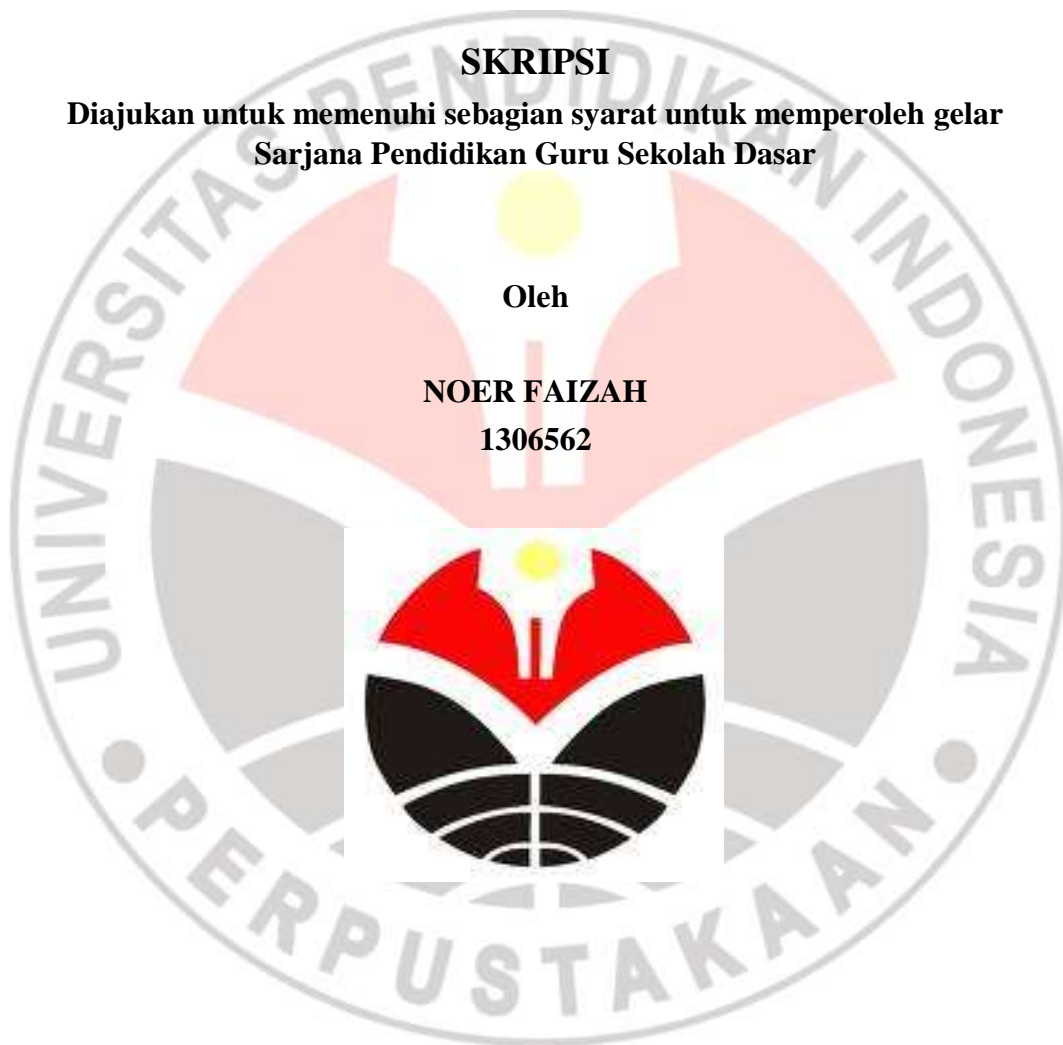 SKRIPSI
Diajukan untuk memenuhi sebagian syarat untuk memperoleh gelar
Sarjana Pendidikan Guru Sekolah Dasar
Oleh
NOER FAIZAH
1306562
UNIVERSITAS PENDIDIKAN INDONESIA
PERPUSTAKAAN